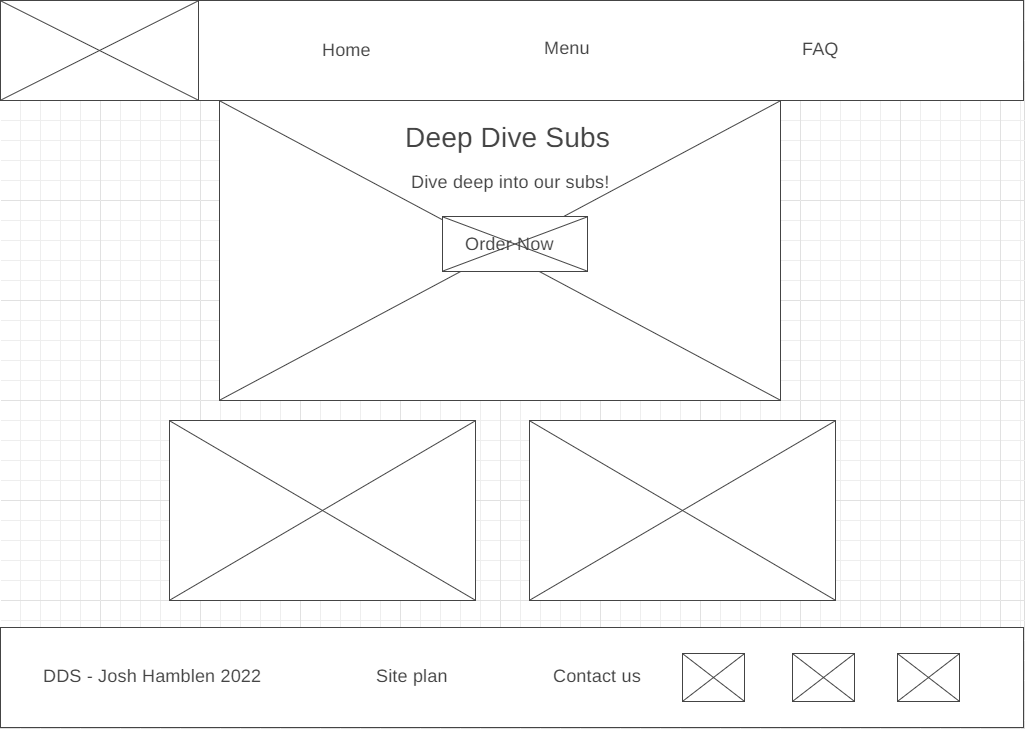 Home
Menu
FAQ
Deep Dive Subs
Dive deep into our subs!
Order Now
DDS - Josh Hamblen 2022
Site plan
Contact us